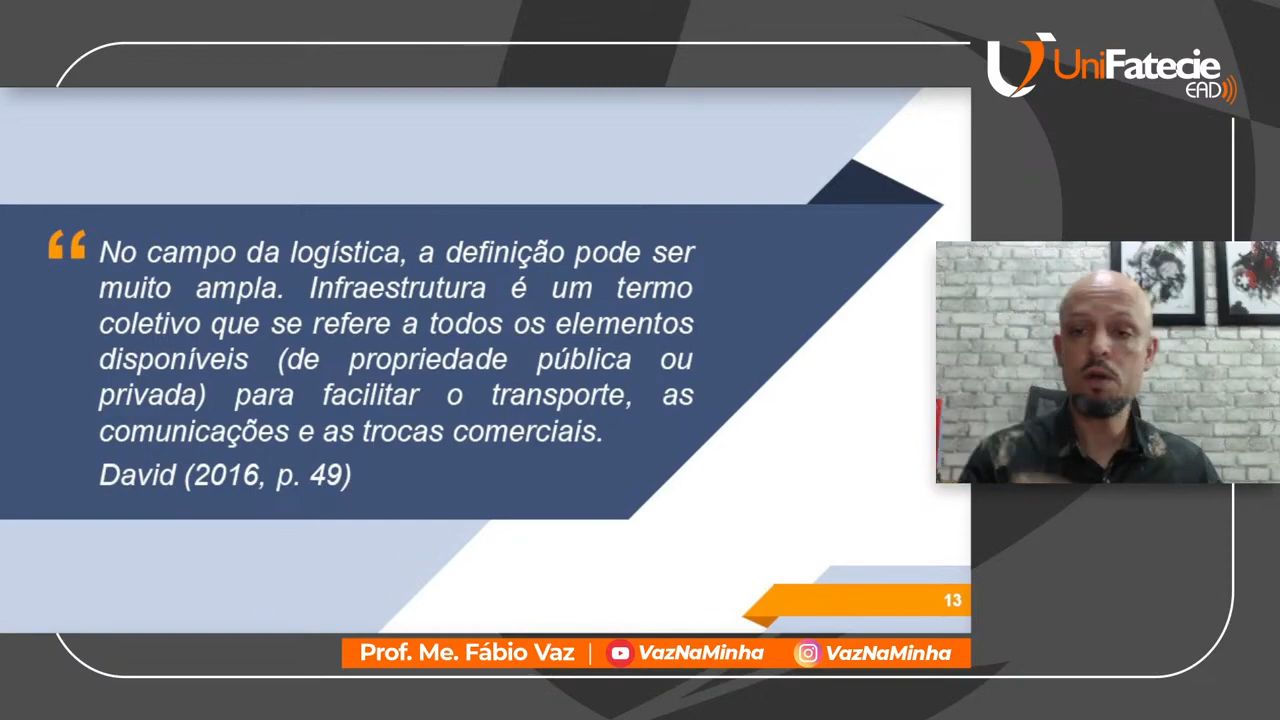 UniFatecie
EAD
“ No campo da logística, a definição pode ser
muito ampla. Infraestrutura é um termo
coletivo que se refere a todos os elementos
disponíveis (de propriedade pública ou
privada) para facilitar o transporte, as
comunicações e as trocas comerciais.
David (2016, p. 49)
13
Prof. Me. Fábio Vaz | VazNaMinha VazNaMinha